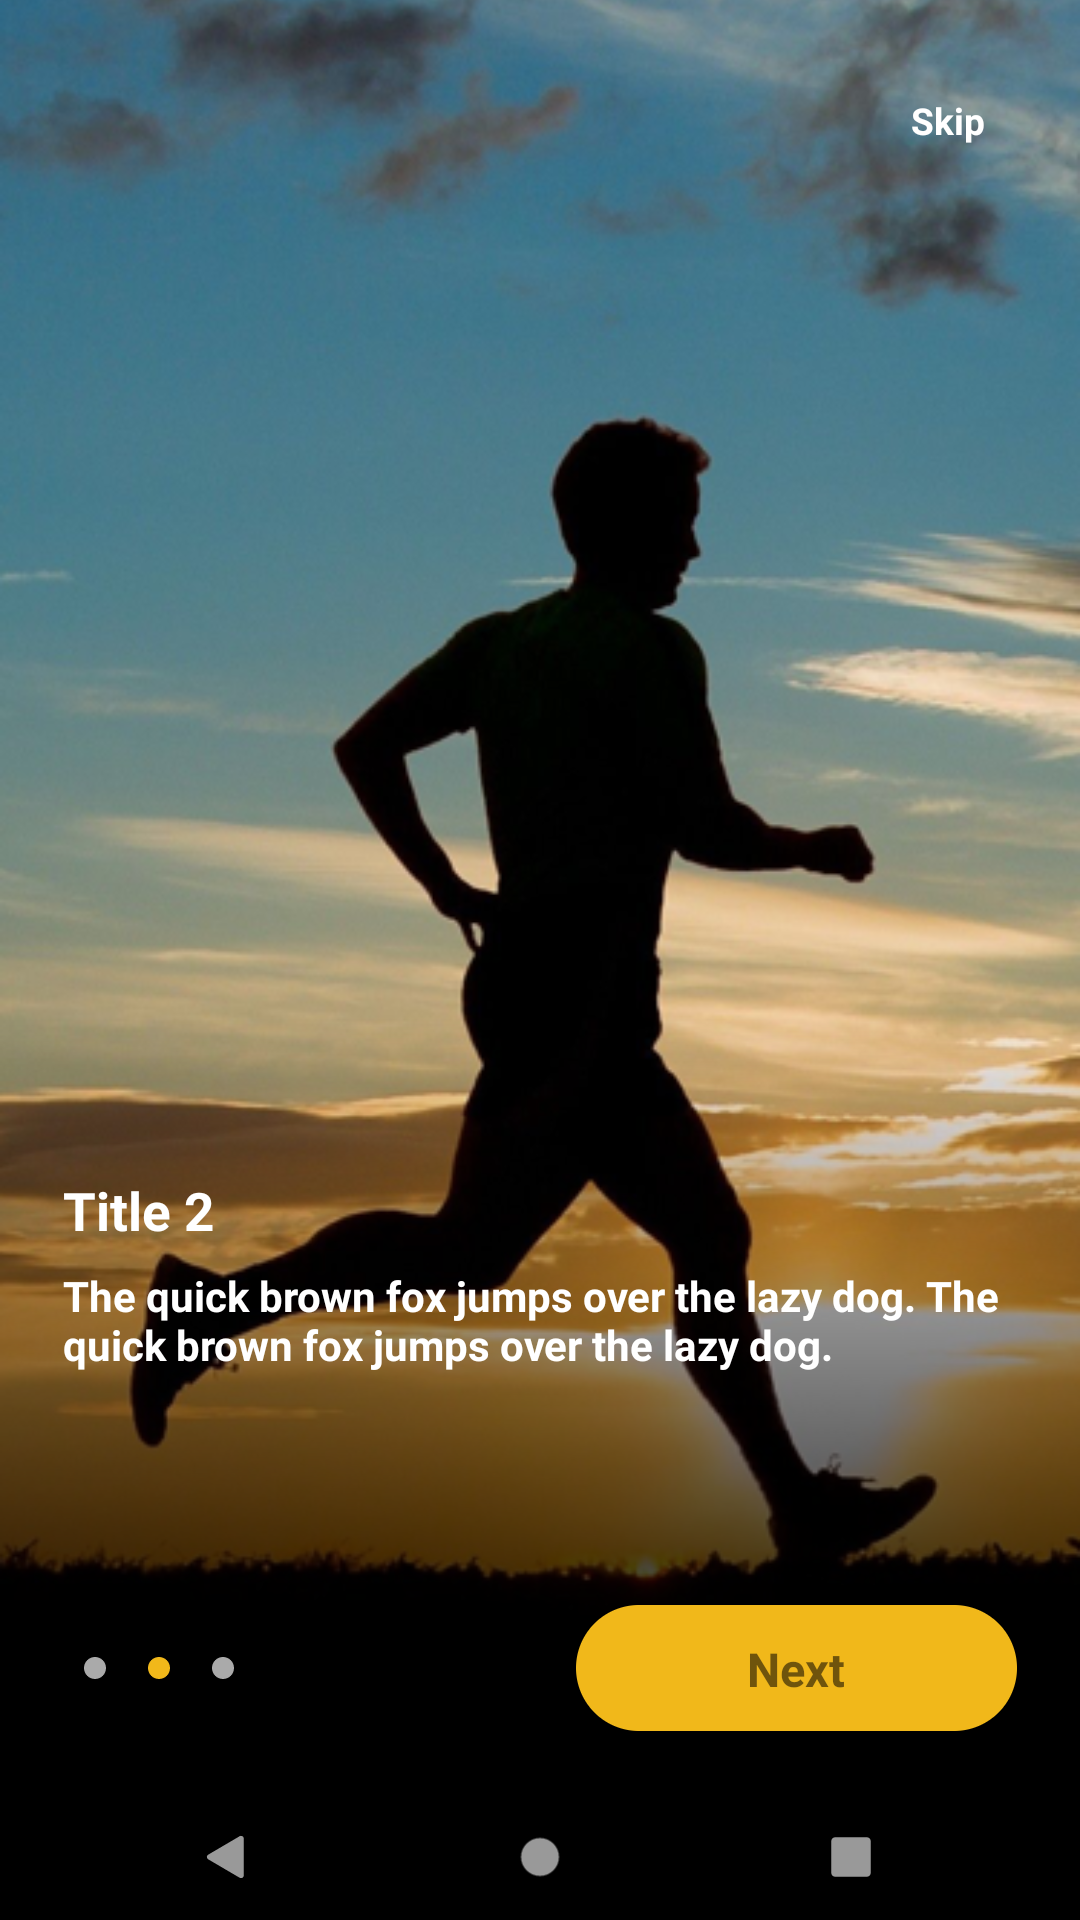 Skip
Title 2
The quick brown fox jumps over the lazy dog. The
quick brown fox jumps over the lazy dog.
Next